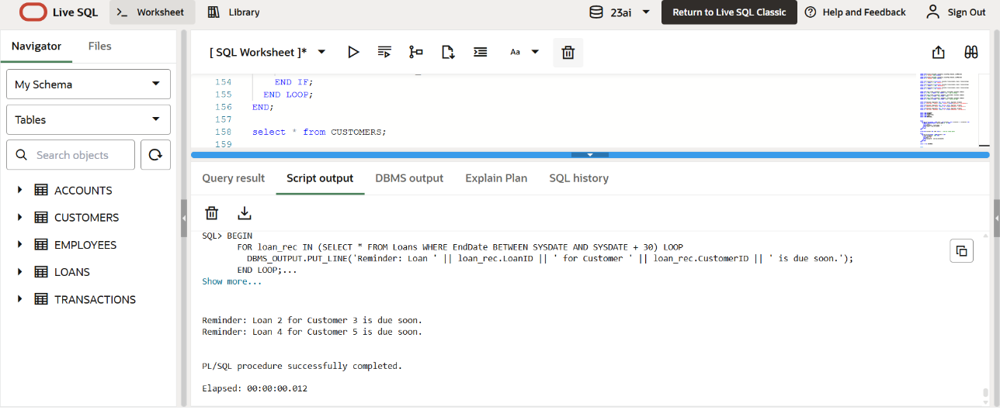 Live SQL
Worksheet
Library
23ai
Return to Live SQL Classic
Help and Feedback
Sign Out
Navigator
Files
My Schema
Tables
Search objects
ACCOUNTS
CUSTOMERS
EMPLOYEES
LOANS
TRANSACTIONS
[ SQL Worksheet ]*
Aa
154 END IF;
155 END LOOP;
156 END;
157
158 select * from CUSTOMERS;
159
Query result
Script output
DBMS output
Explain Plan
SQL history
SQL> BEGIN
FOR loan_rec IN (SELECT * FROM Loans WHERE EndDate BETWEEN SYSDATE AND SYSDATE + 30) LOOP
DBMS_OUTPUT.PUT_LINE('Reminder: Loan ' || loan_rec.LoanID || ' for Customer ' || loan_rec.CustomerID || ' is due soon.');
END LOOP;...
Show more...
Reminder: Loan 2 for Customer 3 is due soon.
Reminder: Loan 4 for Customer 5 is due soon.
PL/SQL procedure successfully completed.
Elapsed: 00:00:00.012